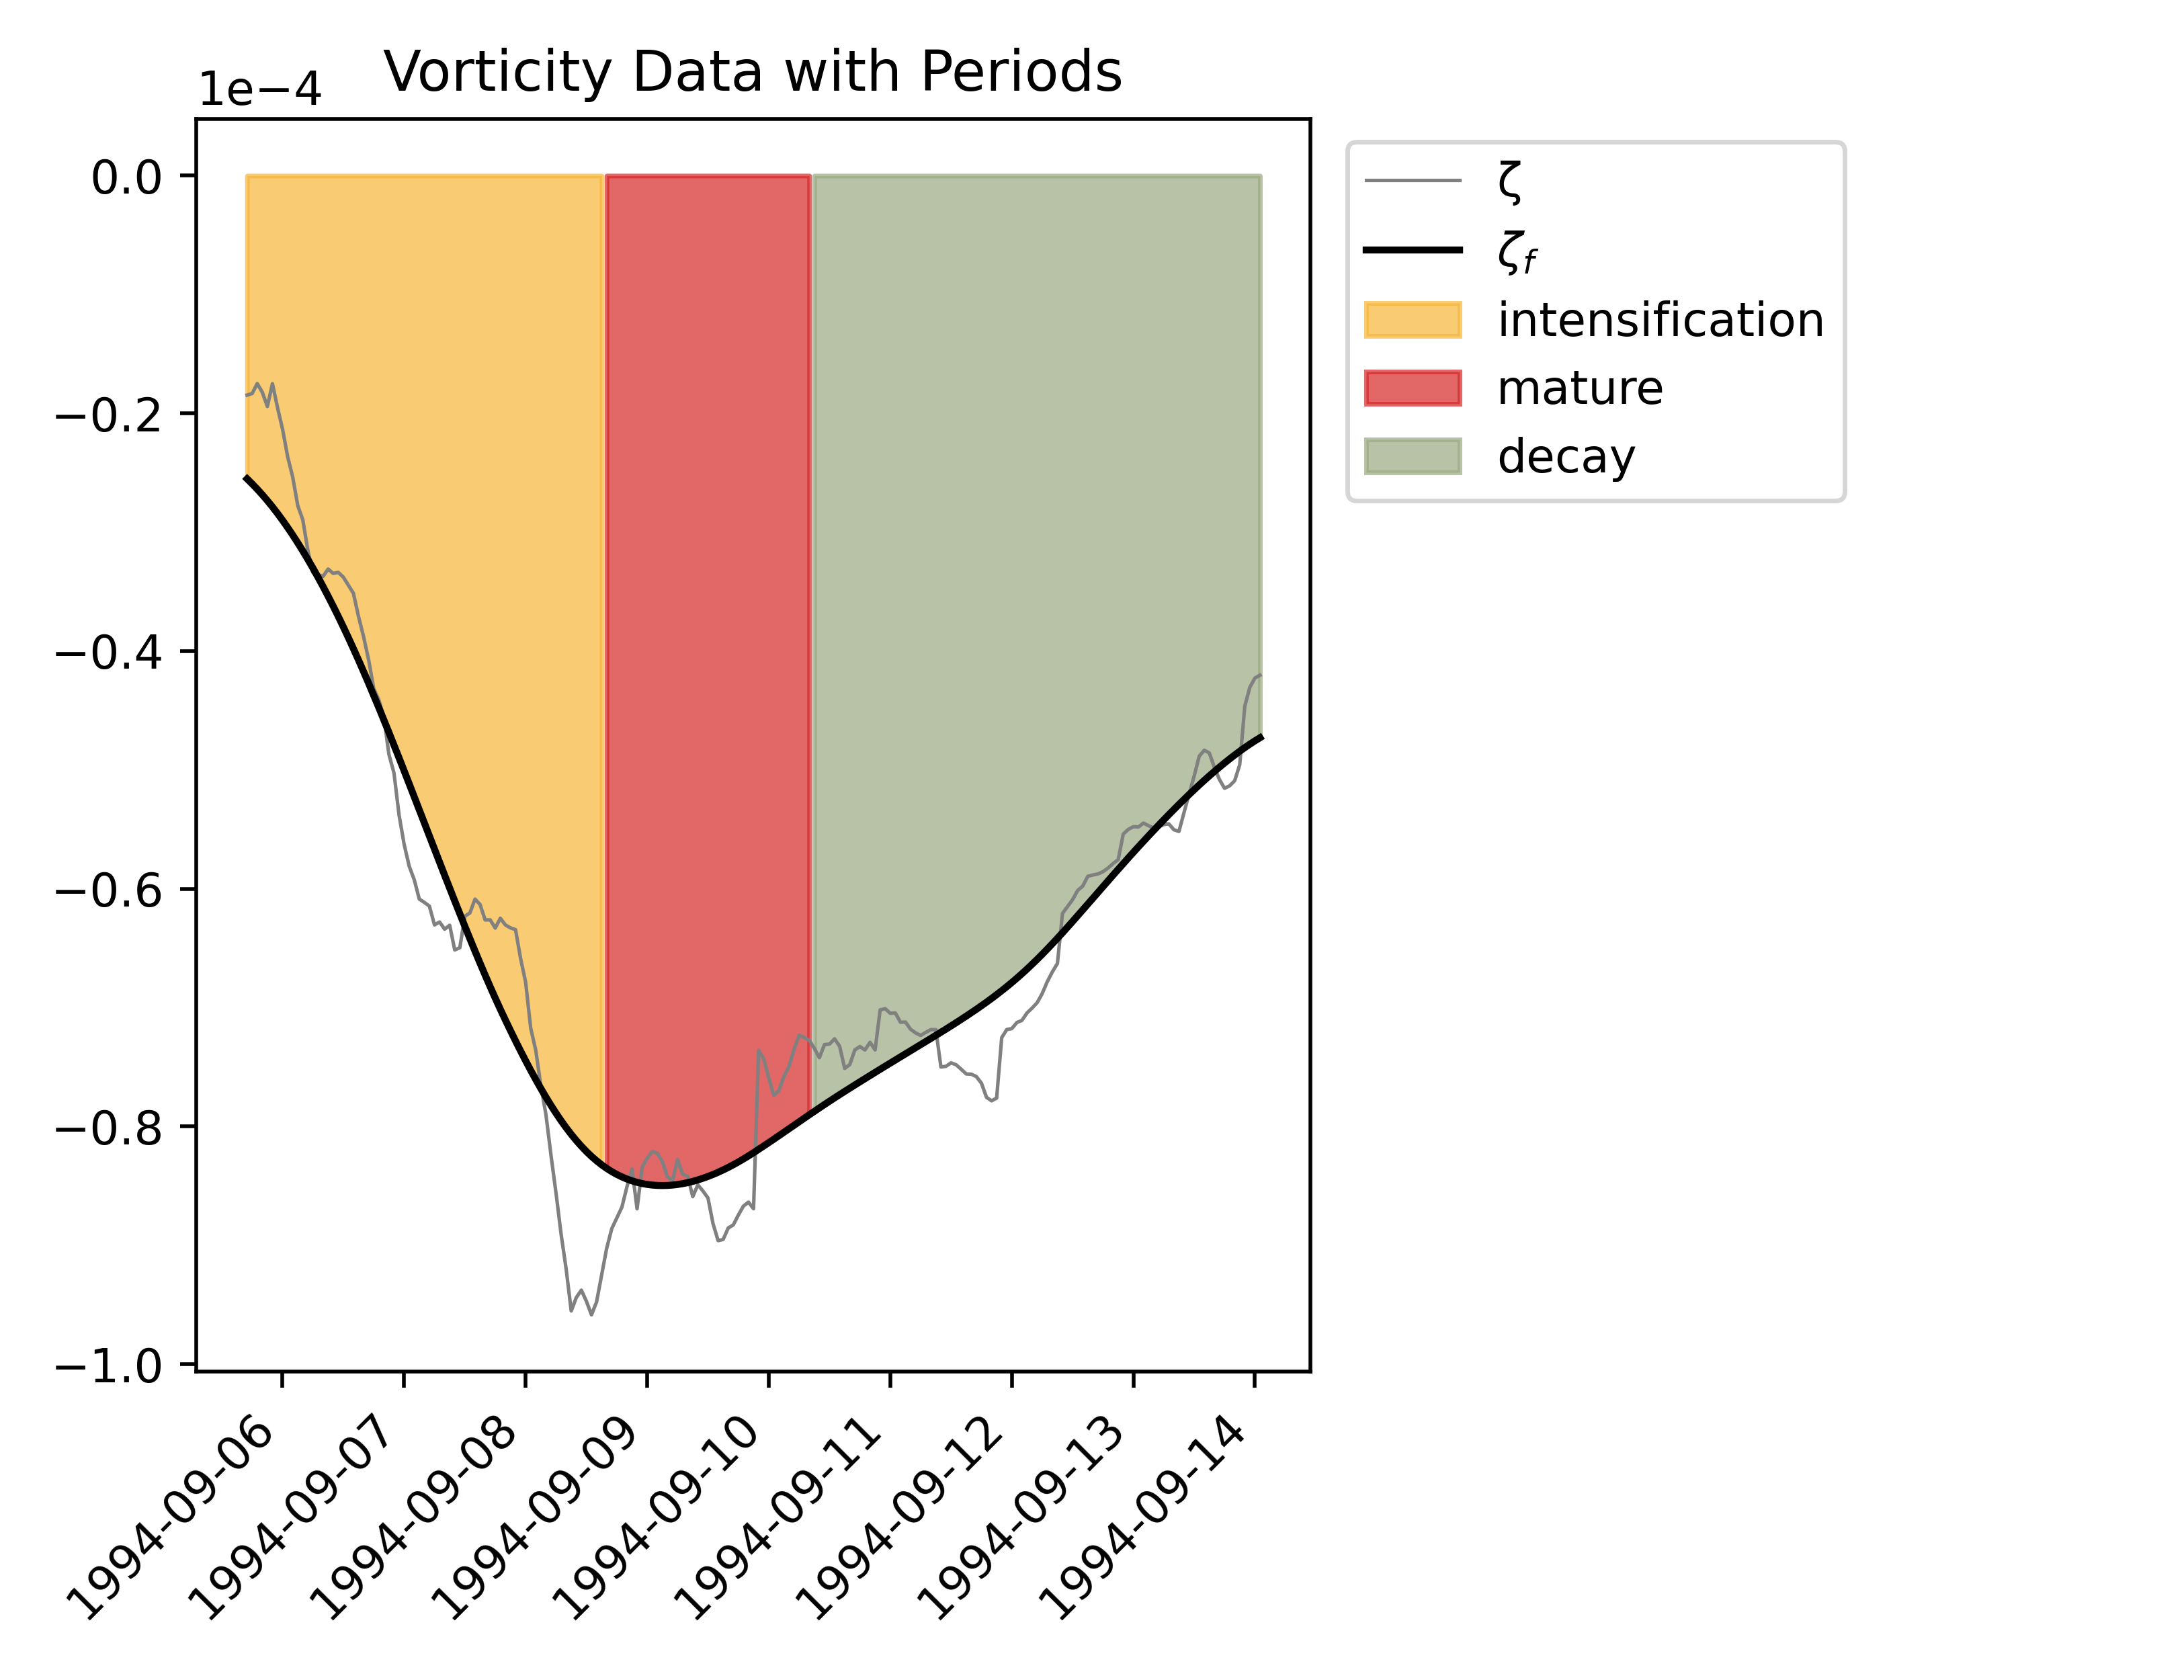 Vorticity Data with Periods
1e−4
0.0
−0.2
−0.4
−0.6
−0.8
−1.0
1994-09-06
1994-09-07
1994-09-08
1994-09-09
1994-09-10
1994-09-11
1994-09-12
1994-09-13
1994-09-14
ζ
ζf
intensification
mature
decay